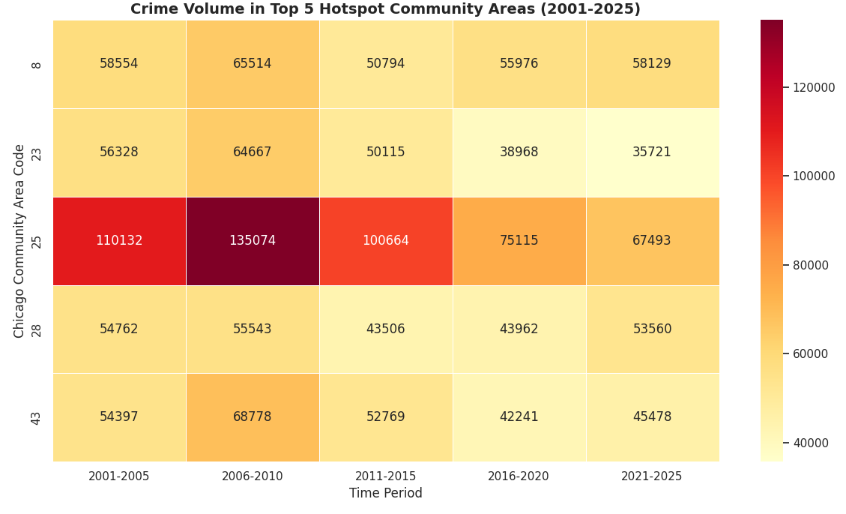 Crime Volume in Top 5 Hotspot Community Areas (2001-2025)
8 58554 65514 50794 55976 58129
23 56328 64667 50115 38968 35721
25 110132 135074 100664 75115 67493
28 54762 55543 43506 43962 53560
43 54397 68778 52769 42241 45478
2001-2005 2006-2010 2011-2015 2016-2020 2021-2025
Time Period
Chicago Community Area Code
120000
100000
80000
60000
40000